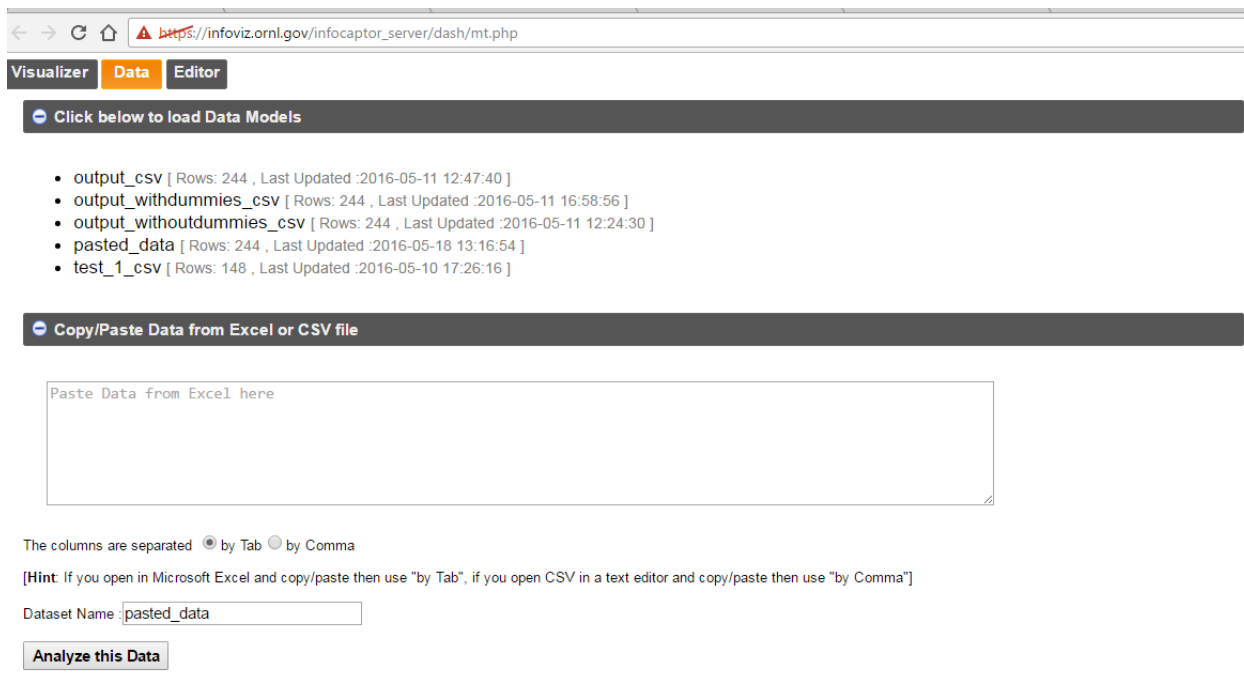 https://infoviz.ornl.gov/infocaptor_server/dash/mt.php
Visualizer Data Editor
Click below to load Data Models
output_csv [ Rows: 244 , Last Updated :2016-05-11 12:47:40 ]
output_withdummies_csv [ Rows: 244 , Last Updated :2016-05-11 16:58:56 ]
output_withoutdummies_csv [ Rows: 244 , Last Updated :2016-05-11 12:24:30 ]
pasted_data [ Rows: 244 , Last Updated :2016-05-18 13:16:54 ]
test_1_csv [ Rows: 148 , Last Updated :2016-05-10 17:26:16 ]
Copy/Paste Data from Excel or CSV file
Paste Data from Excel here
The columns are separated by Tab by Comma
[Hint: If you open in Microsoft Excel and copy/paste then use "by Tab", if you open CSV in a text editor and copy/paste then use "by Comma"]
Dataset Name : pasted_data
Analyze this Data